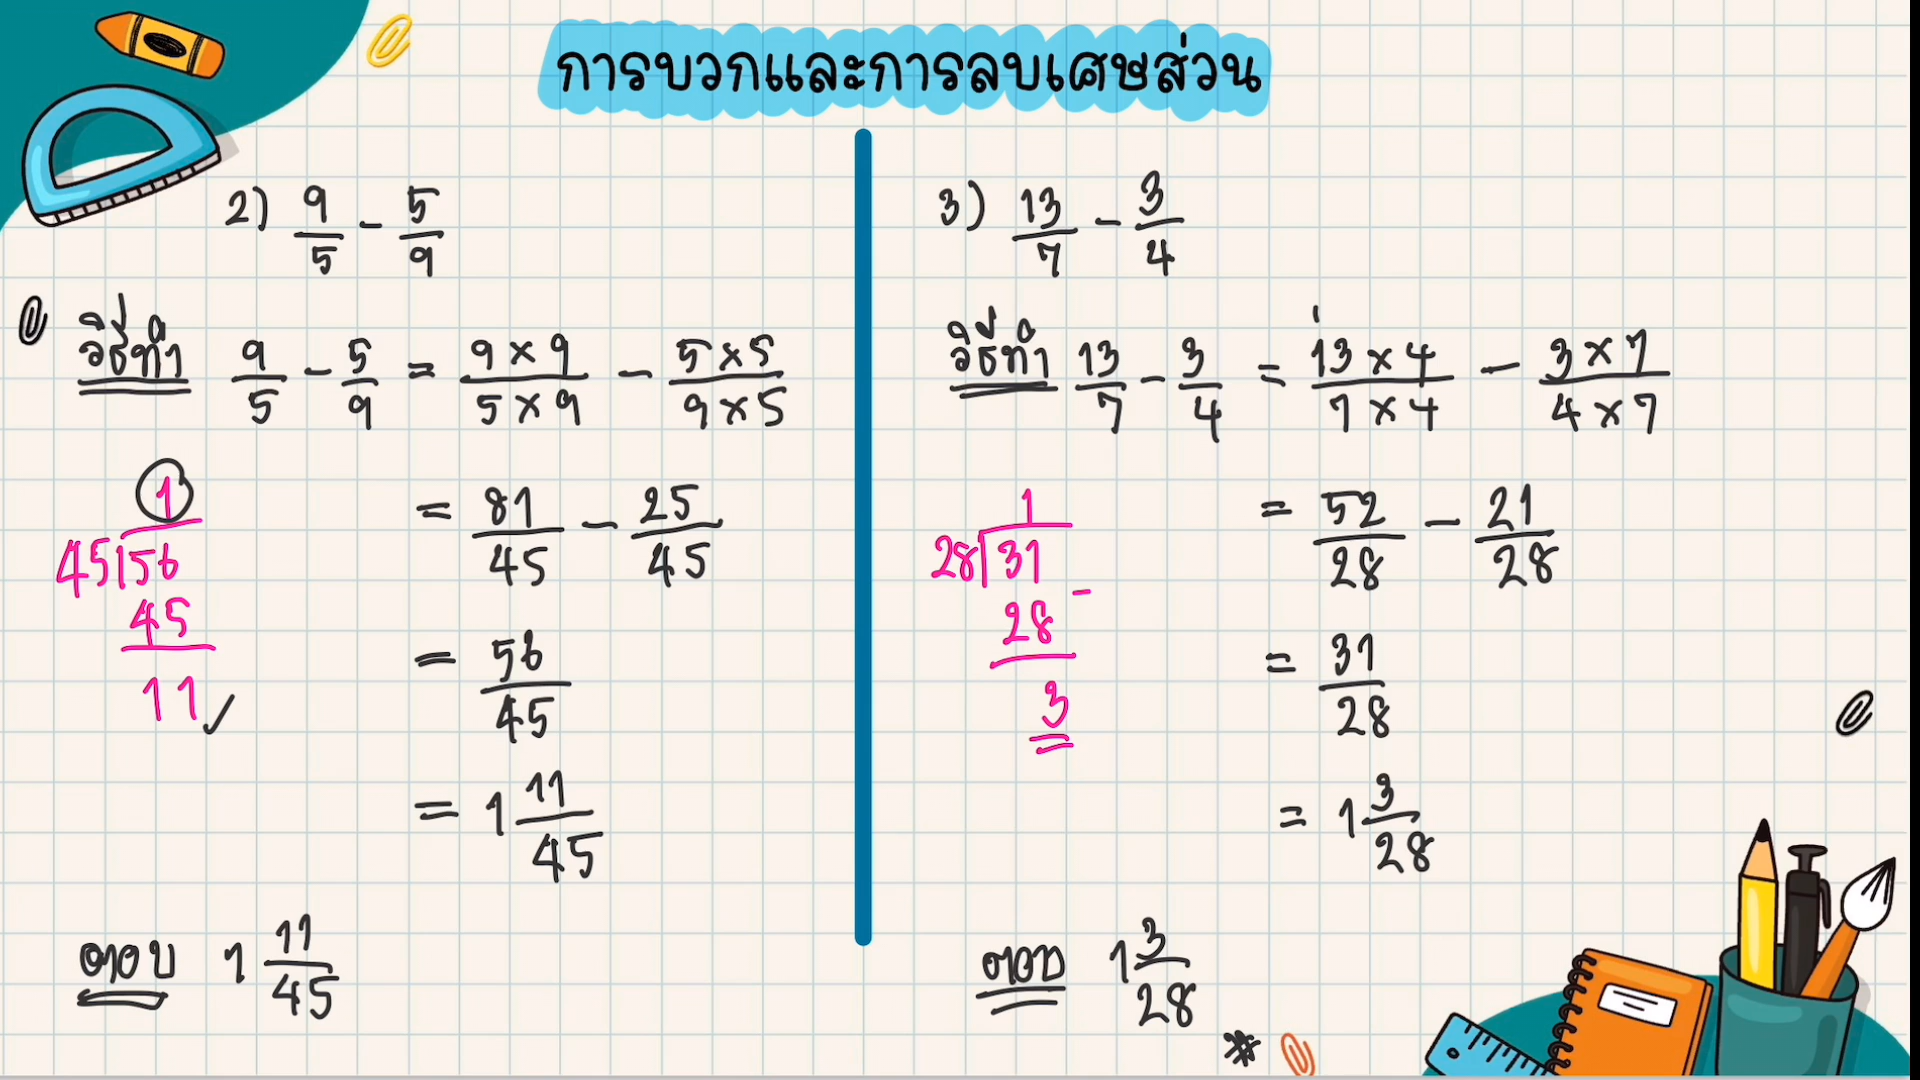 การบวกและการลบเศษส่วน
2) 9/5 - 5/9
วิธีทำ 9/5 - 5/9 = 9 × 9/5 × 9 - 5 × 5/9 × 5
= 81/45 - 25/45
= 56/45
= 1 11/45
1
45 56
45
11 ✓
ตอบ 1 11/45
3) 13/7 - 3/4
วิธีทำ 13/7 - 3/4 = 13 × 4/7 × 4 - 3 × 7/4 × 7
= 52/28 - 21/28
= 31/28
= 1 3/28
1
28 31
28 -
3
ตอบ 1 3/28
*